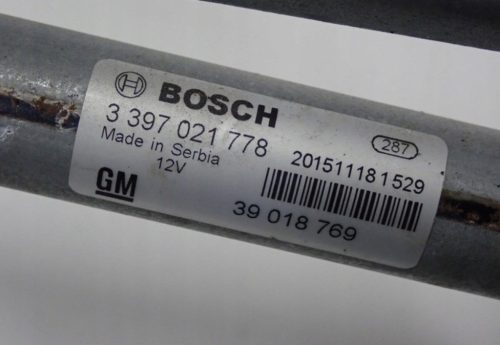 BOSCH
3 397 021 778
Made in Serbia
12V
287
201511181529
GM
39 018 769